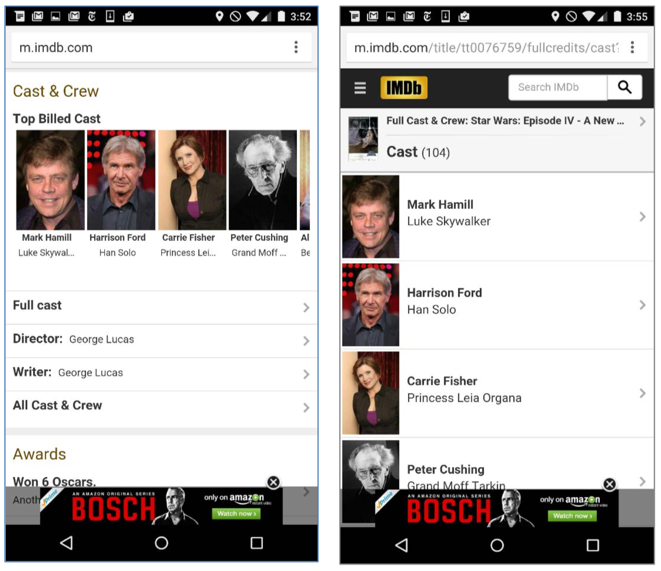 3:52
m.imdb.com
Cast & Crew
Top Billed Cast
Mark Hamill Harrison Ford Carrie Fisher Peter Cushing Al
Luke Skywal... Han Solo Princess Lei... Grand Moff ... Be
Full cast
Director: George Lucas
Writer: George Lucas
All Cast & Crew
Awards
Won 6 Oscars.
Anoth
AN AMAZON ORIGINAL SERIES
BOSCH
only on amazon
Watch now
3:55
m.imdb.com/title/tt0076759/fullcredits/cast?
IMDb
Search IMDb
Full Cast & Crew: Star Wars: Episode IV - A New ...
Cast (104)
Mark Hamill
Luke Skywalker
Harrison Ford
Han Solo
Carrie Fisher
Princess Leia Organa
Peter Cushing
Grand Moff Tarkin
AN AMAZON ORIGINAL SERIES
BOSCH
only on amazon
Watch now